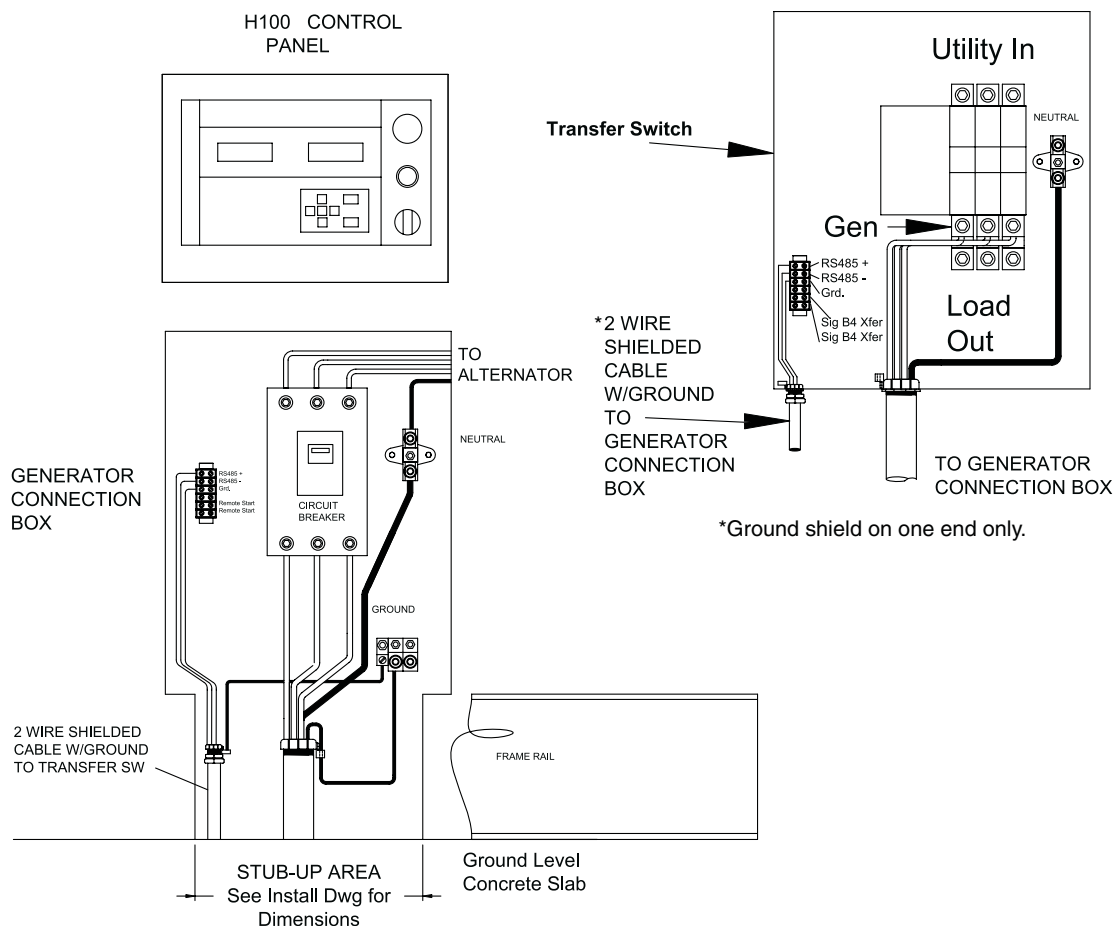 H100 CONTROL
PANEL
Utility In
NEUTRAL
Transfer Switch
Gen
RS485 +
RS485 -
Grd.
Sig B4 Xfer
Sig B4 Xfer
Load
Out
*2 WIRE
SHIELDED
CABLE
W/GROUND
TO
GENERATOR
CONNECTION
BOX
TO GENERATOR
CONNECTION BOX
*Ground shield on one end only.
TO
ALTERNATOR
NEUTRAL
GENERATOR
CONNECTION
BOX
RS485 +
RS485 -
Grd.
Remote Start
Remote Start
CIRCUIT
BREAKER
GROUND
2 WIRE SHIELDED
CABLE W/GROUND
TO TRANSFER SW
FRAME RAIL
STUB-UP AREA
See Install Dwg for
Dimensions
Ground Level
Concrete Slab